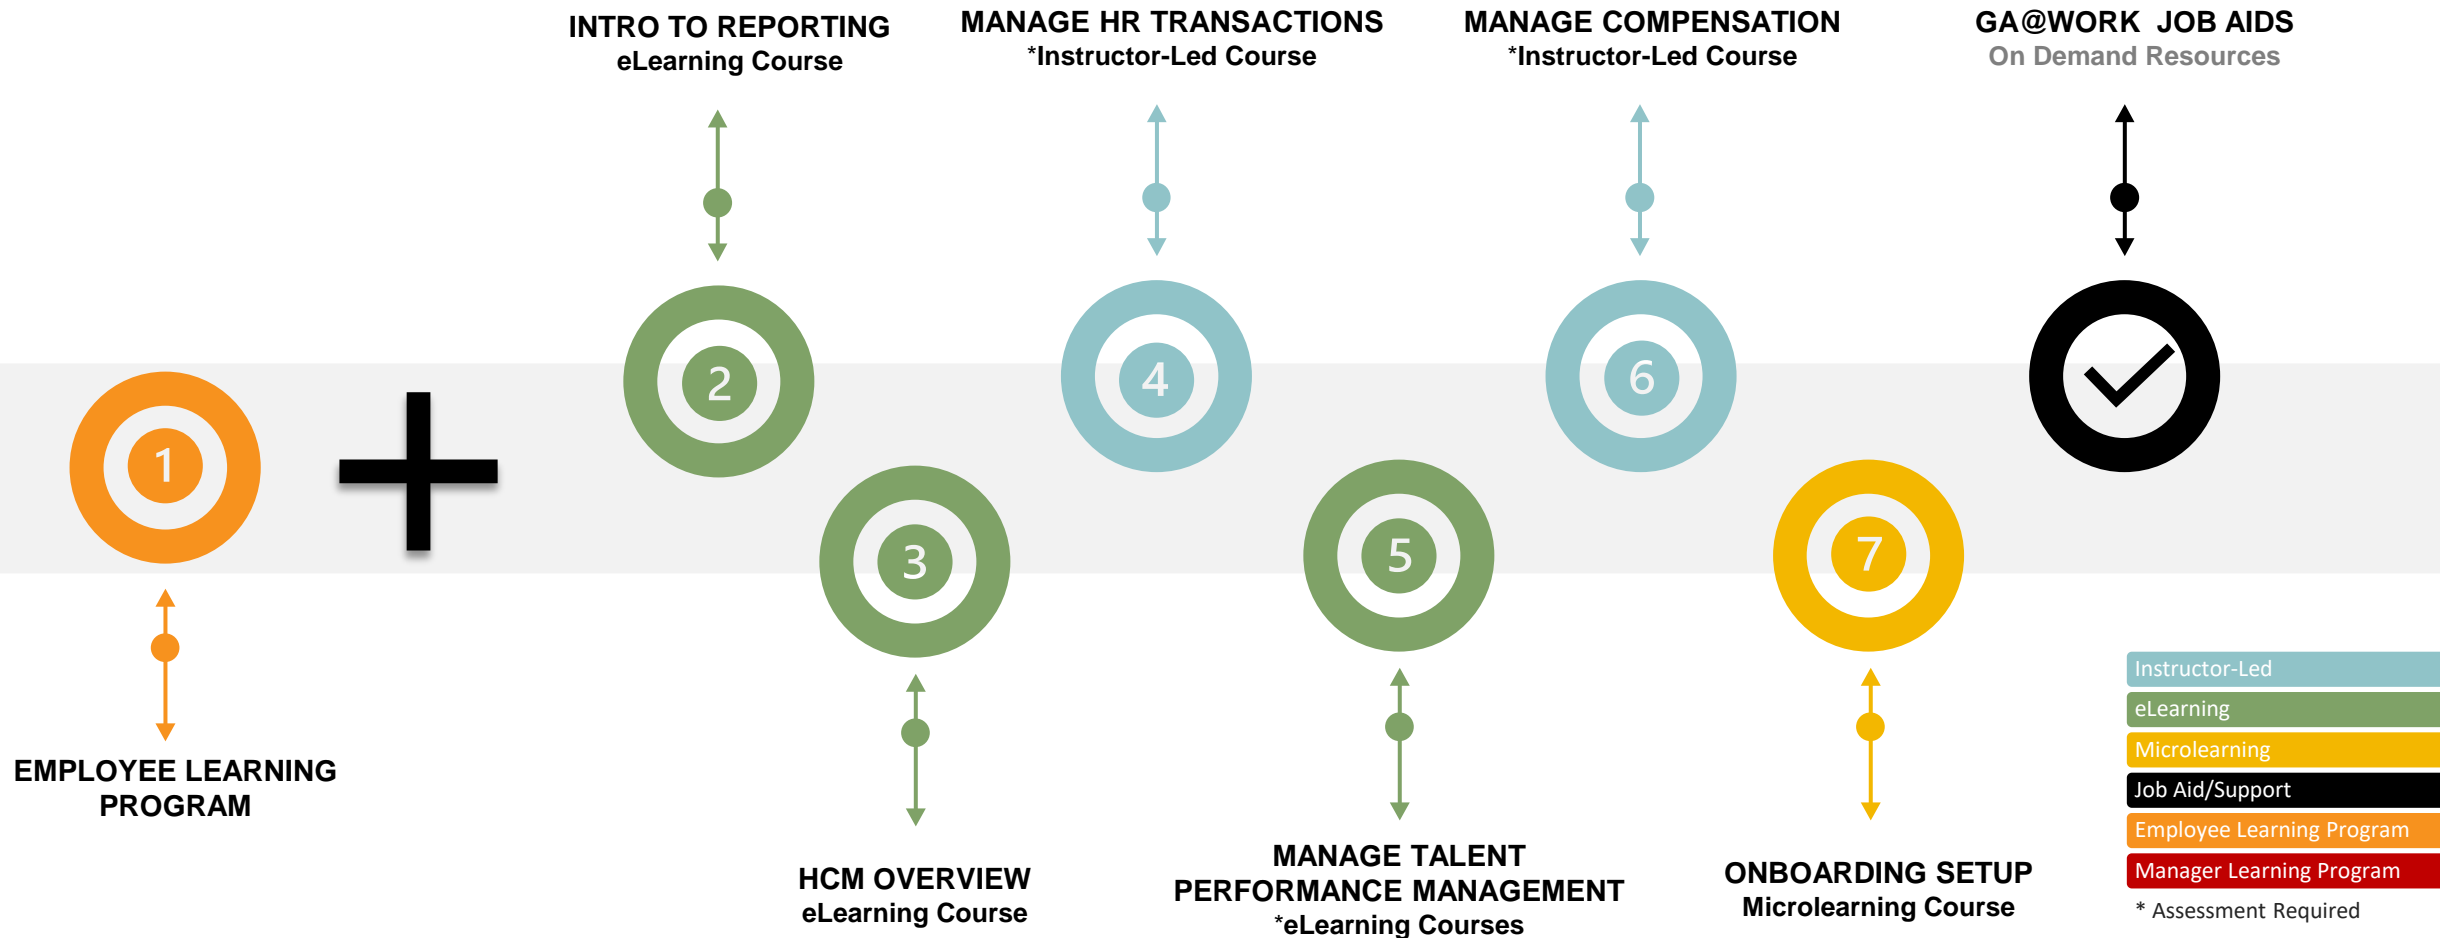 INTRO TO REPORTING
eLearning Course
MANAGE HR TRANSACTIONS
*Instructor-Led Course
MANAGE COMPENSATION
*Instructor-Led Course
GA@WORK  JOB AIDS
On Demand Resources
1
2
3
4
5
6
7
EMPLOYEE LEARNING
PROGRAM
HCM OVERVIEW
eLearning Course
MANAGE TALENT
PERFORMANCE MANAGEMENT
*eLearning Courses
ONBOARDING SETUP
Microlearning Course
Instructor-Led
eLearning
Microlearning
Job Aid/Support
Employee Learning Program
Manager Learning Program
* Assessment Required